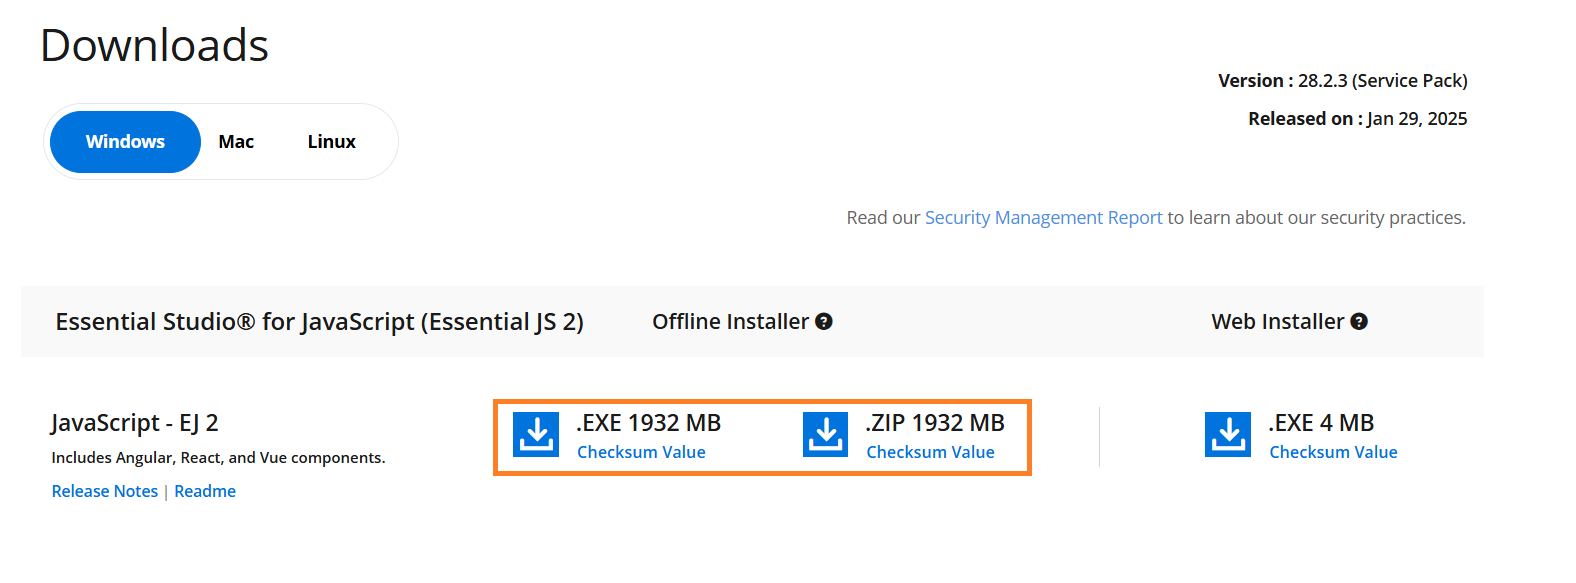 Downloads
Version : 28.2.3 (Service Pack)
Windows Mac Linux
Released on : Jan 29, 2025
Read our Security Management Report to learn about our security practices.
Essential Studio® for JavaScript (Essential JS 2) Offline Installer ? Web Installer ?
JavaScript - EJ 2 .EXE 1932 MB .ZIP 1932 MB .EXE 4 MB
Includes Angular, React, and Vue components. Checksum Value Checksum Value Checksum Value
Release Notes | Readme